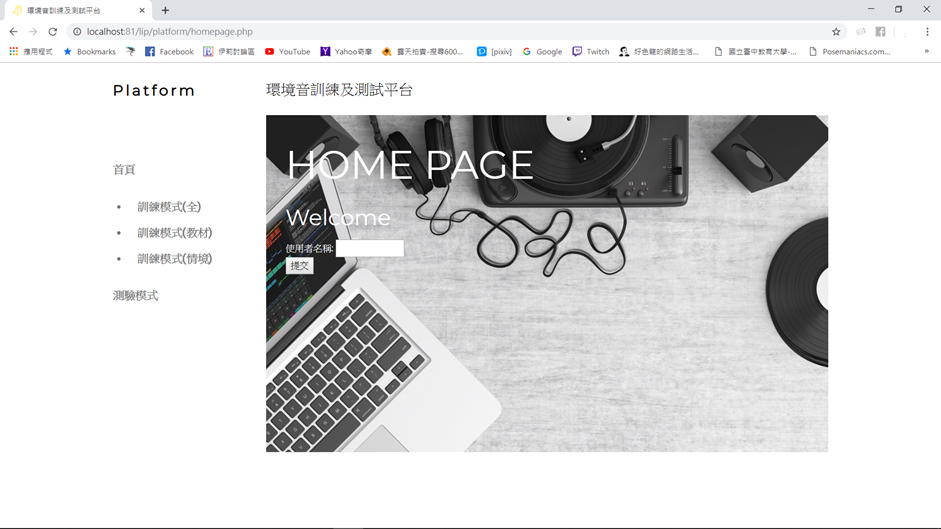 環境音訓練及測試平台
localhost:81/lip/platform/homepage.php
應用程式 Bookmarks Facebook 伊莉討論區 YouTube Yahoo奇摩 露天拍賣-搜尋600... [pixiv] Google Twitch 好色龍的網路生活... 國立臺中教育大學-... Posemaniacs.com... »
Platform
環境音訓練及測試平台
HOME PAGE
首頁
訓練模式(全)
Welcome
訓練模式(教材)
使用者名稱:
訓練模式(情境)
提交
測驗模式